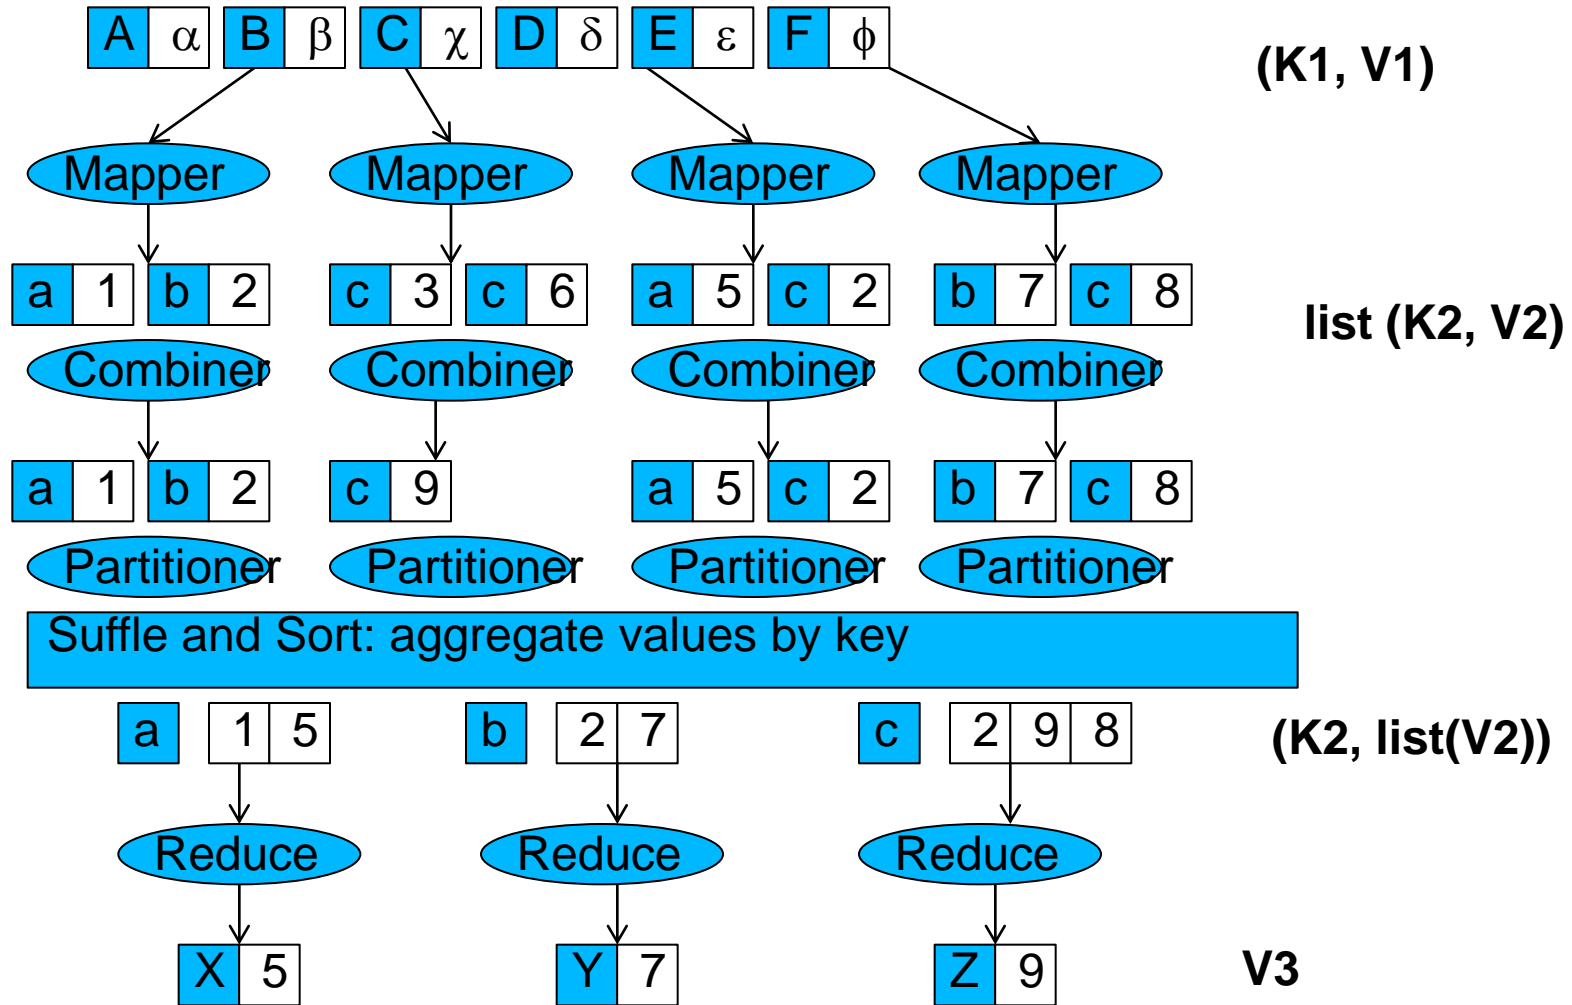 A α B β C χ D δ E ε F ϕ
(K1, V1)
Mapper Mapper Mapper Mapper
a 1 b 2 c 3 c 6 a 5 c 2 b 7 c 8
list (K2, V2)
Combiner Combiner Combiner Combiner
a 1 b 2 c 9 a 5 c 2 b 7 c 8
Partitioner Partitioner Partitioner Partitioner
Suffle and Sort: aggregate values by key
a 1 5 b 2 7 c 2 9 8
(K2, list(V2))
Reduce Reduce Reduce
X 5 Y 7 Z 9
V3